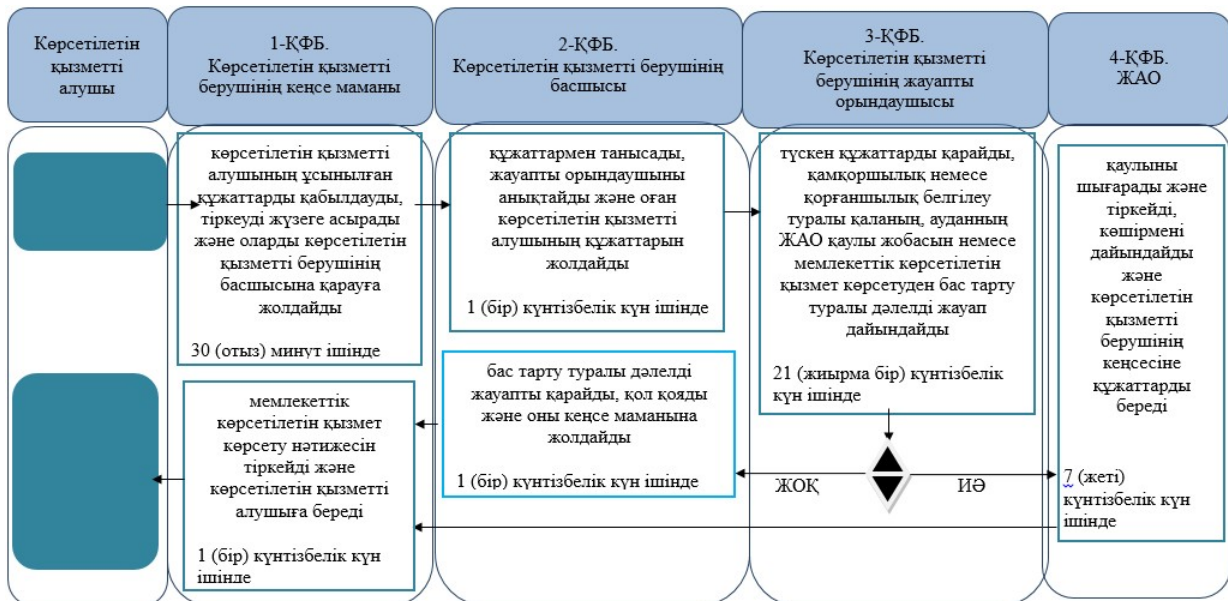 Көрсетілетін
қызметті
алушы
1-ҚФБ.
Көрсетілетін қызметті
берушінің кеңсе маманы
2-ҚФБ.
Көрсетілетін қызметті берушінің
басшысы
3-ҚФБ.
Көрсетілетін қызметті
берушінің жауапты
орындаушысы
4-ҚФБ.
ЖАО
көрсетілетін қызметті
алушының ұсынылған
құжаттарды қабылдауды,
тіркеуді жүзеге асырады
және оларды көрсетілетін
қызметті берушінің
басшысына қарауға
жолдайды
30 (отыз) минут ішінде
құжаттармен танысады,
жауапты орындаушыны
анықтайды және оған
көрсетілетін қызметті
алушының құжаттарын
жолдайды
1 (бір) күнтізбелік күн ішінде
түскен құжаттарды қарайды,
қамқоршылық немесе
қорғаншылық белгілеу
туралы қаланың, ауданның
ЖАО қаулы жобасын немесе
мемлекеттік көрсетілетін
қызмет көрсетуден бас тарту
туралы дәлелді жауап
дайындайды
21 (жиырма бір) күнтізбелік
күн ішінде
қаулыны
шығарады және
тіркейді,
көшірмені
дайындайды
және
көрсетілетін
қызметті
берушінің
кеңсесіне
құжаттарды
береді
7 (жеті)
күнтізбелік күн
ішінде
бас тарту туралы дәлелді
жауапты қарайды, қол қояды
және оны кеңсе маманына
жолдайды
1 (бір) күнтізбелік күн ішінде
мемлекеттік
көрсетілетін қызмет
көрсету нәтижесін
тіркейді және
көрсетілетін қызметті
алушыға береді
1 (бір) күнтізбелік күн
ішінде
ЖОҚ
ИӘ